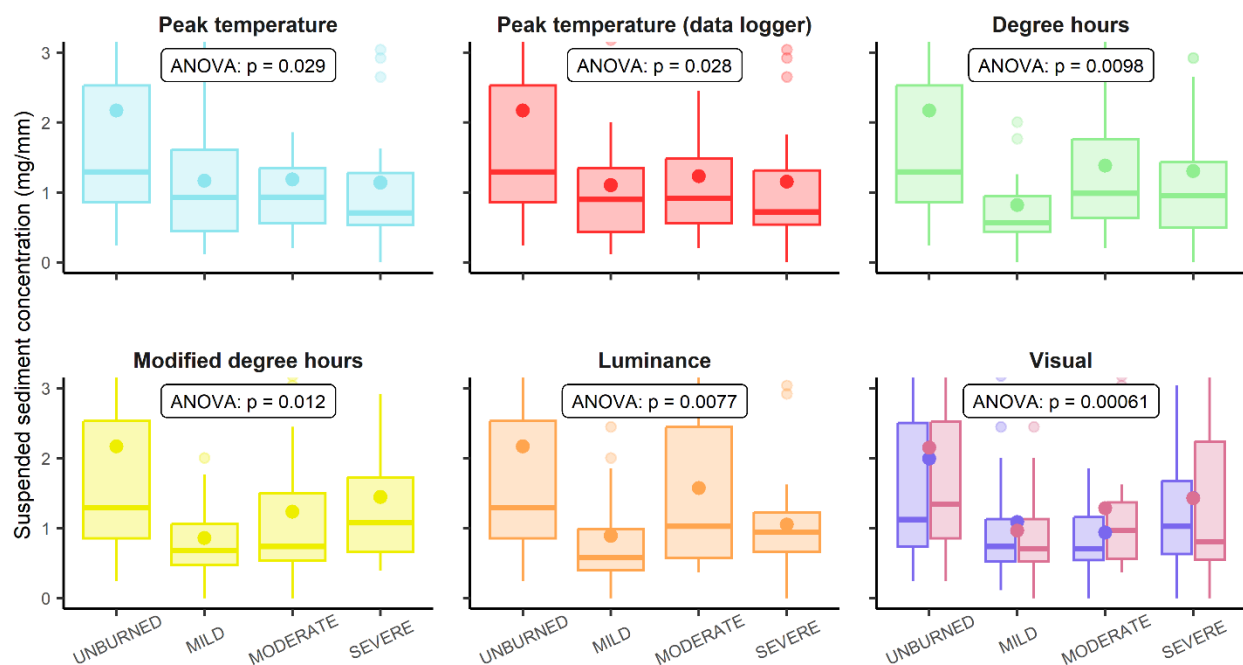 Peak temperature
Peak temperature (data logger)
Degree hours
ANOVA: p = 0.029
ANOVA: p = 0.028
ANOVA: p = 0.0098
3
2
1
0
Suspended sediment concentration (mg/mm)
Modified degree hours
Luminance
Visual
ANOVA: p = 0.012
ANOVA: p = 0.0077
ANOVA: p = 0.00061
3
2
1
0
UNBURNED MILD MODERATE SEVERE
UNBURNED MILD MODERATE SEVERE
UNBURNED MILD MODERATE SEVERE